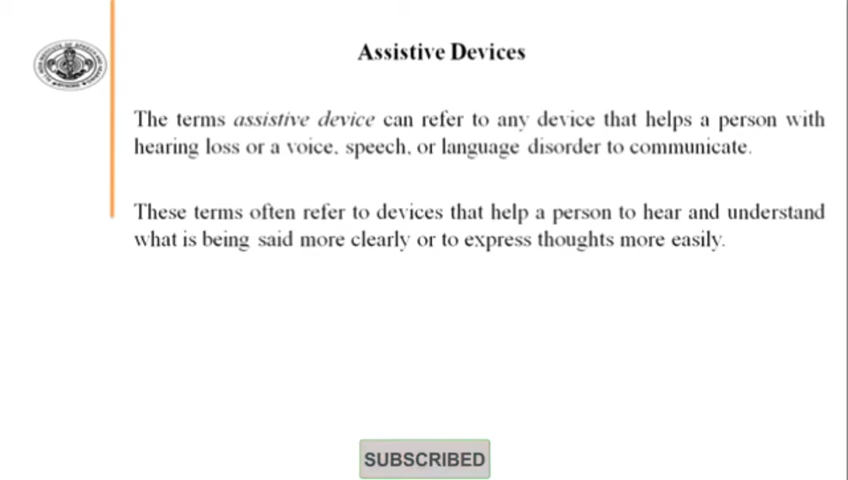 Assistive Devices
The terms assistive device can refer to any device that helps a person with
hearing loss or a voice, speech, or language disorder to communicate.
These terms often refer to devices that help a person to hear and understand
what is being said more clearly or to express thoughts more easily.
SUBSCRIBED